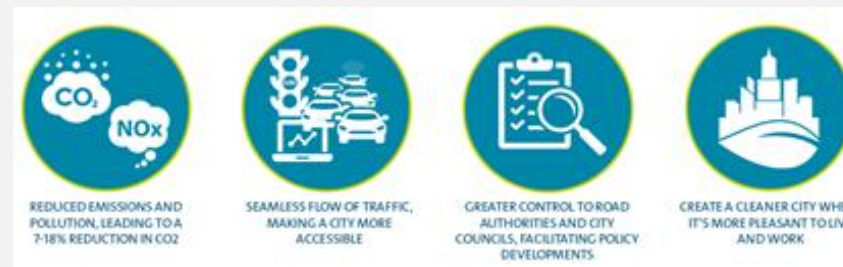 CO2
NOx
REDUCED EMISSIONS AND
POLLUTION, LEADING TO A
7-18% REDUCTION IN CO2
SEAMLESS FLOW OF TRAFFIC,
MAKING A CITY MORE
ACCESSIBLE
GREATER CONTROL TO ROAD
AUTHORITIES AND CITY
COUNCILS, FACILITATING POLICY
DEVELOPMENTS
CREATE A CLEANER CITY WHE
IT'S MORE PLEASANT TO LIV
AND WORK